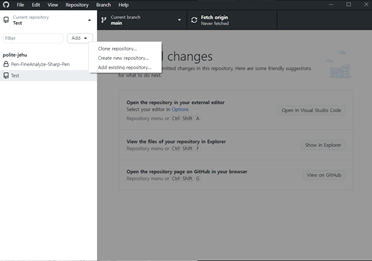 File Edit View Repository Branch Help
Current repository
Test
Current branch
main
Fetch origin
Never fetched
Filter
Add
Clone repository...
Create new repository...
Add existing repository...
polite-jehu
Pen-FineAnalyze-Sharp-Pen
Test
changes
mitted changes in this repository. Here are some friendly suggestions
for what to do next.
Open the repository in your external editor
Select your editor in Options
Repository menu or Ctrl Shift A
Open in Visual Studio Code
View the files of your repository in Explorer
Repository menu or Ctrl Shift F
Show in Explorer
Open the repository page on GitHub in your browser
Repository menu or Ctrl Shift G
View on GitHub